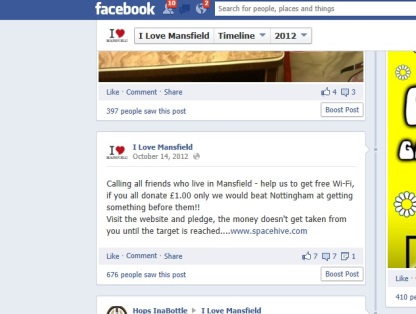 facebook
10
2
Search for people, places and things
I ❤ MANSFIELD
I Love Mansfield
Timeline
2012
Like · Comment · Share
4
3
397 people saw this post
Boost Post
I ❤ MANSFIELD
I Love Mansfield
October 14, 2012
Calling all friends who live in Mansfield - help us to get free Wi-Fi,
if you all donate £1.00 only we would beat Nottingham at getting
something before them!!
Visit the website and pledge, the money doesn't get taken from
you until the target is reached....www.spacehive.com
Like · Comment · Share
7
7
1
676 people saw this post
Boost Post
Hops InaBottle ▸ I Love Mansfield
Like ·
410 pe